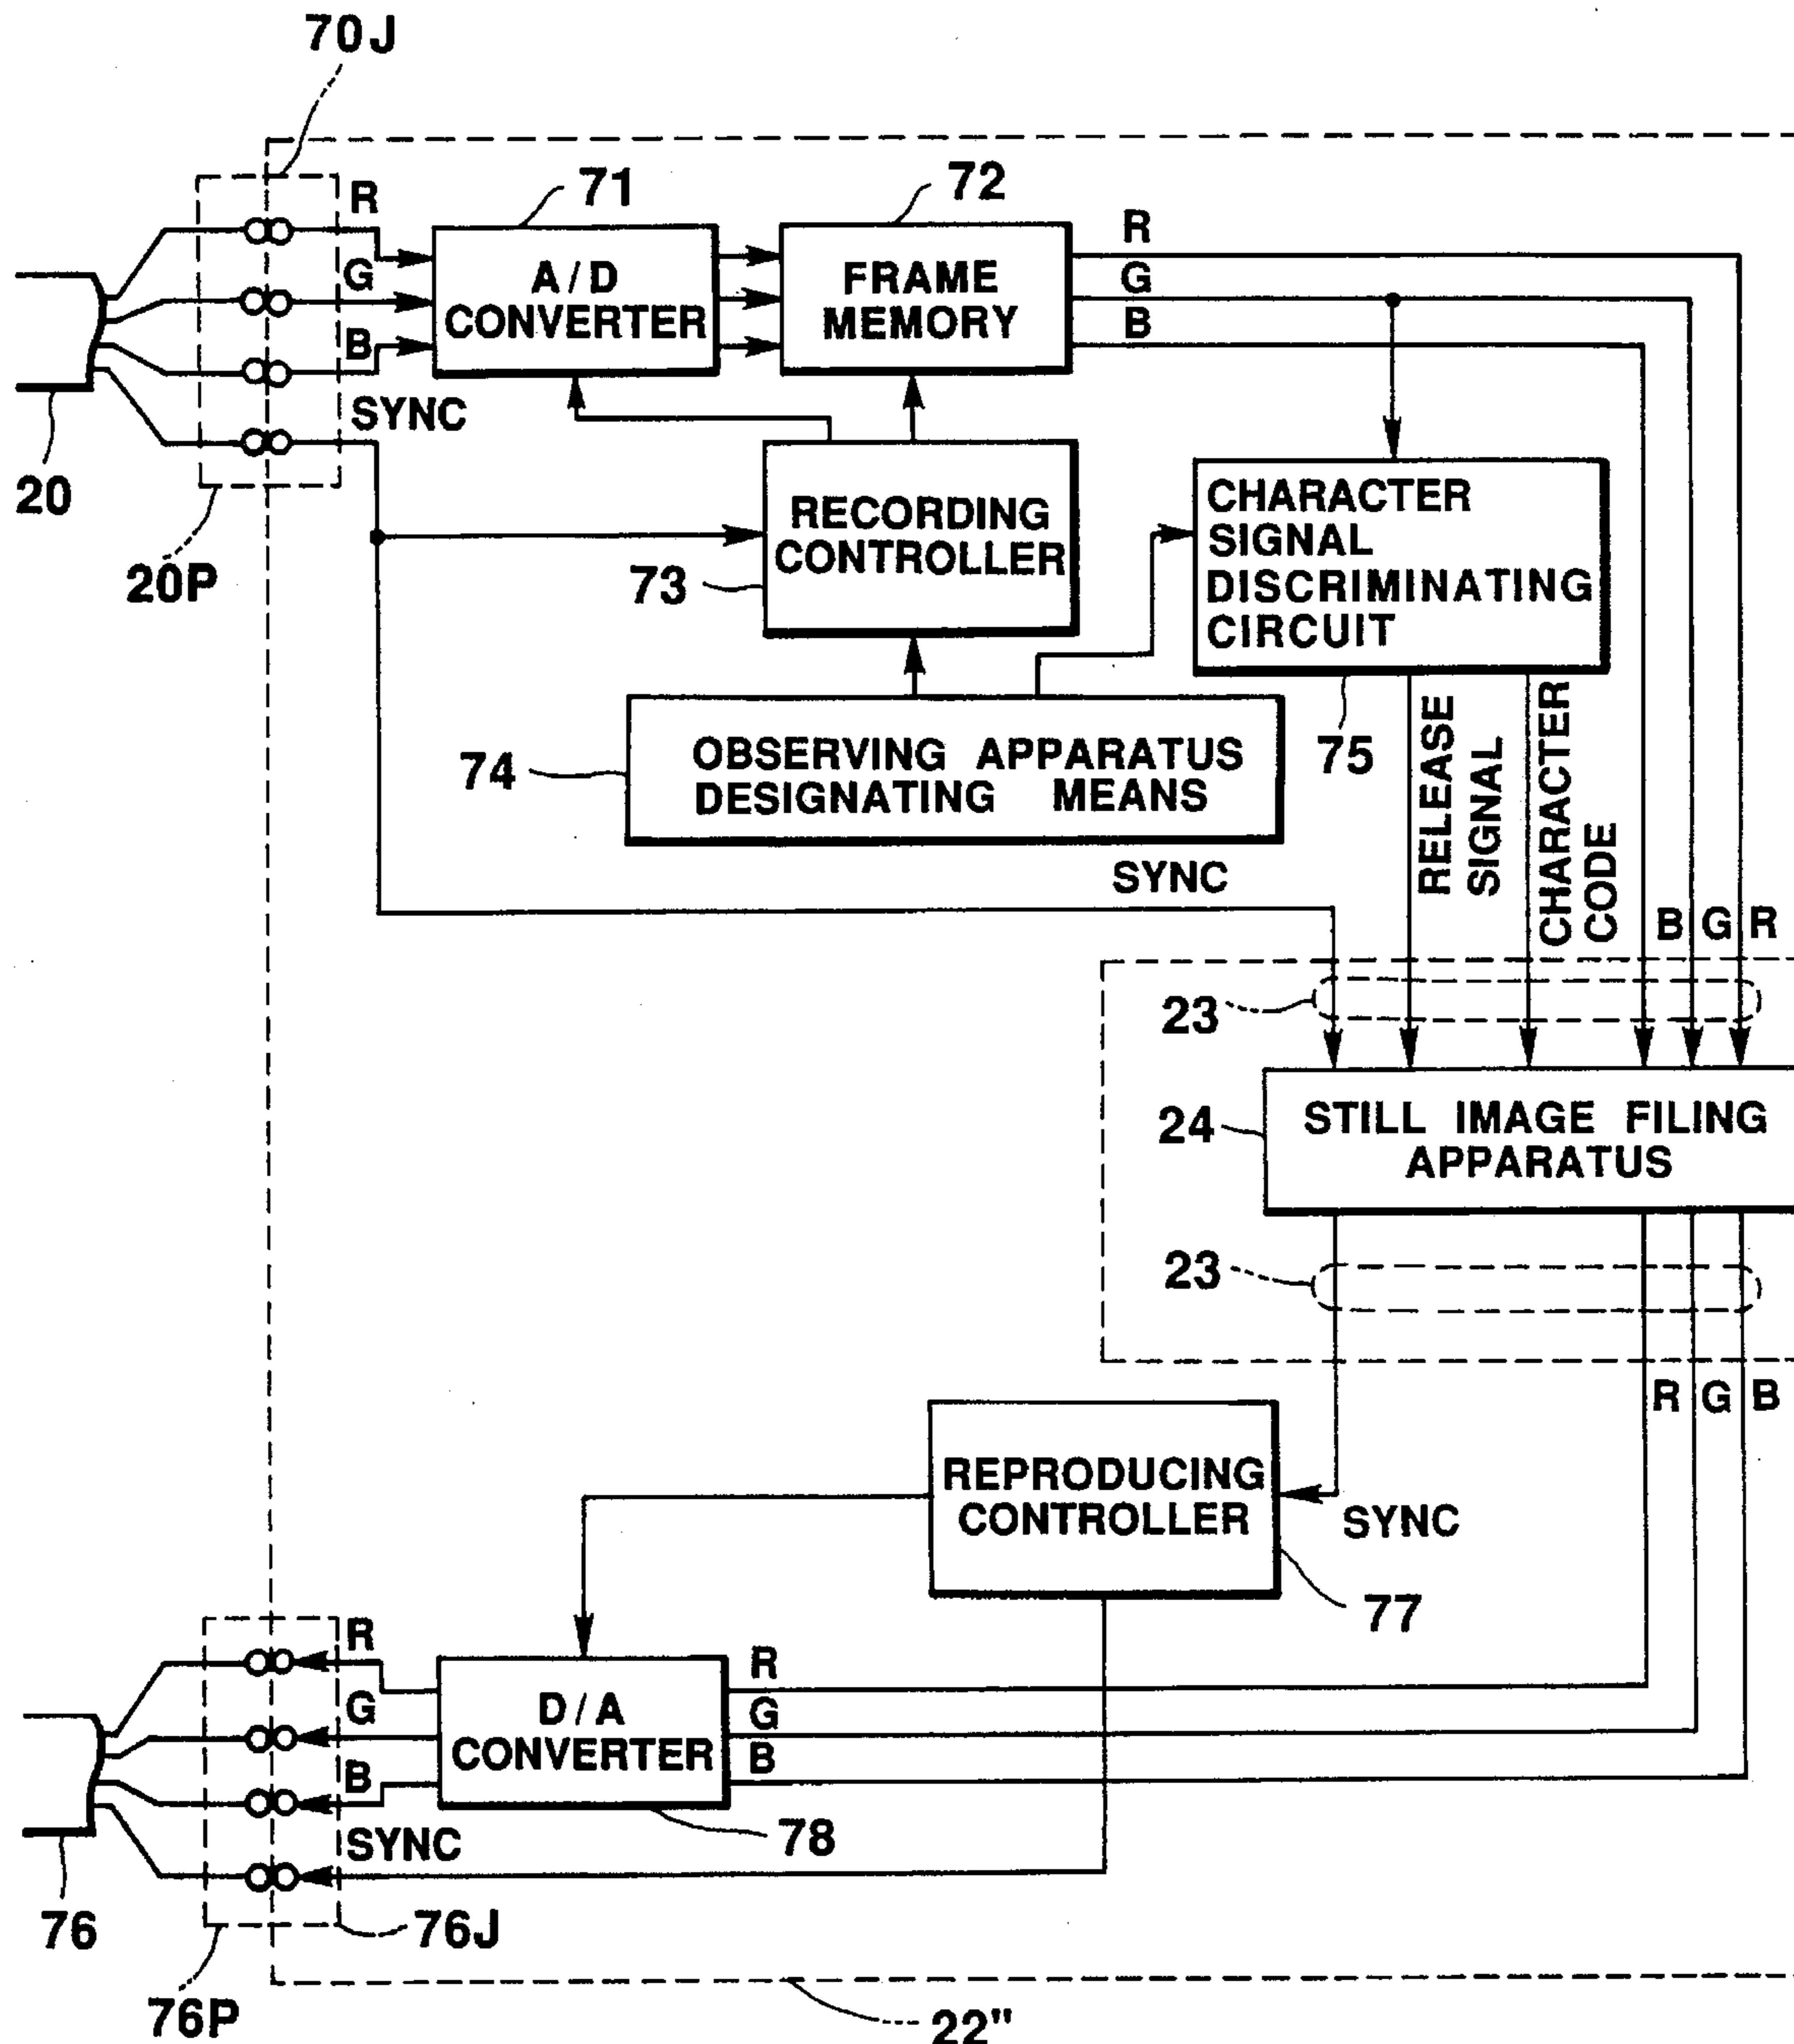 70J
R
71
72
R
G
A/D
CONVERTER
FRAME
MEMORY
G
B
B
SYNC
20
20P
RECORDING
CONTROLLER
73
CHARACTER
SIGNAL
DISCRIMINATING
CIRCUIT
75
74
OBSERVING APPARATUS
DESIGNATING MEANS
RELEASE
SIGNAL
CHARACTER
CODE
SYNC
B G R
23
24
STILL IMAGE FILING
APPARATUS
23
R G B
REPRODUCING
CONTROLLER
SYNC
77
R
G
B
SYNC
D/A
CONVERTER
R
G
B
78
76
76J
76P
22"